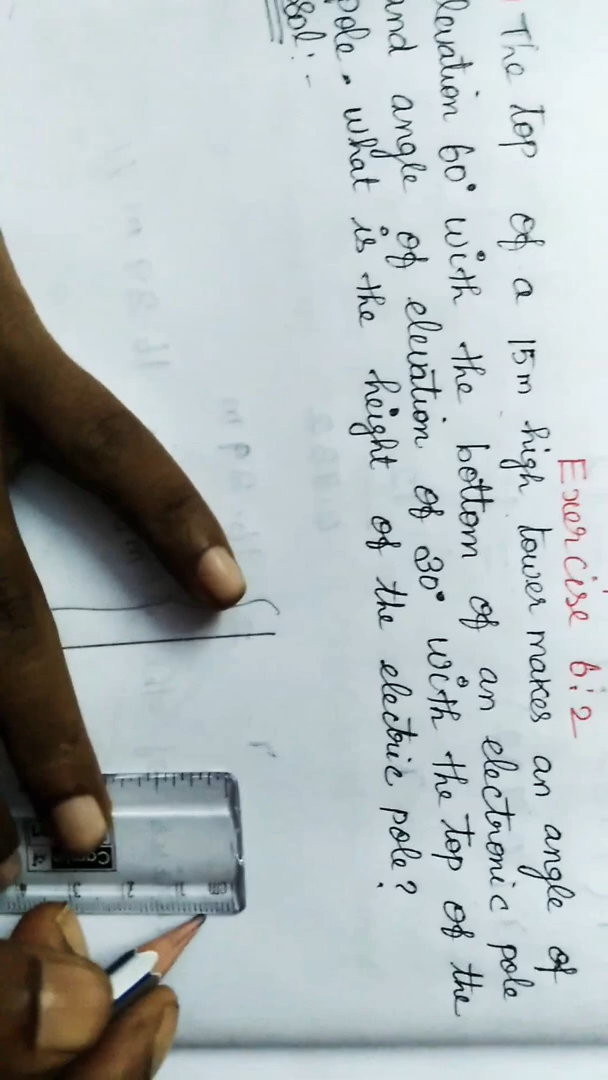 Exercise 6.2
The top of a 15m high tower makes an angle of
elevation 60° with the bottom of an electronic pole
and angle of elevation of 30° with the top of the
pole. what is the height of the electric pole?
Sol:-